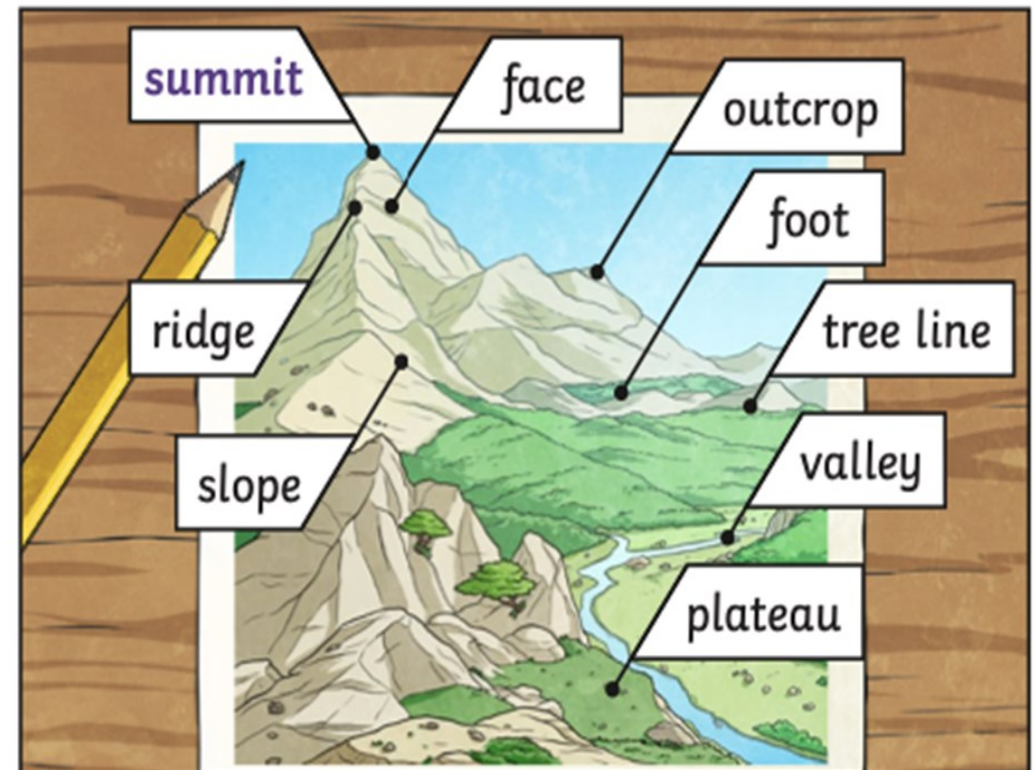 summit
face
outcrop
foot
ridge
tree line
slope
valley
plateau